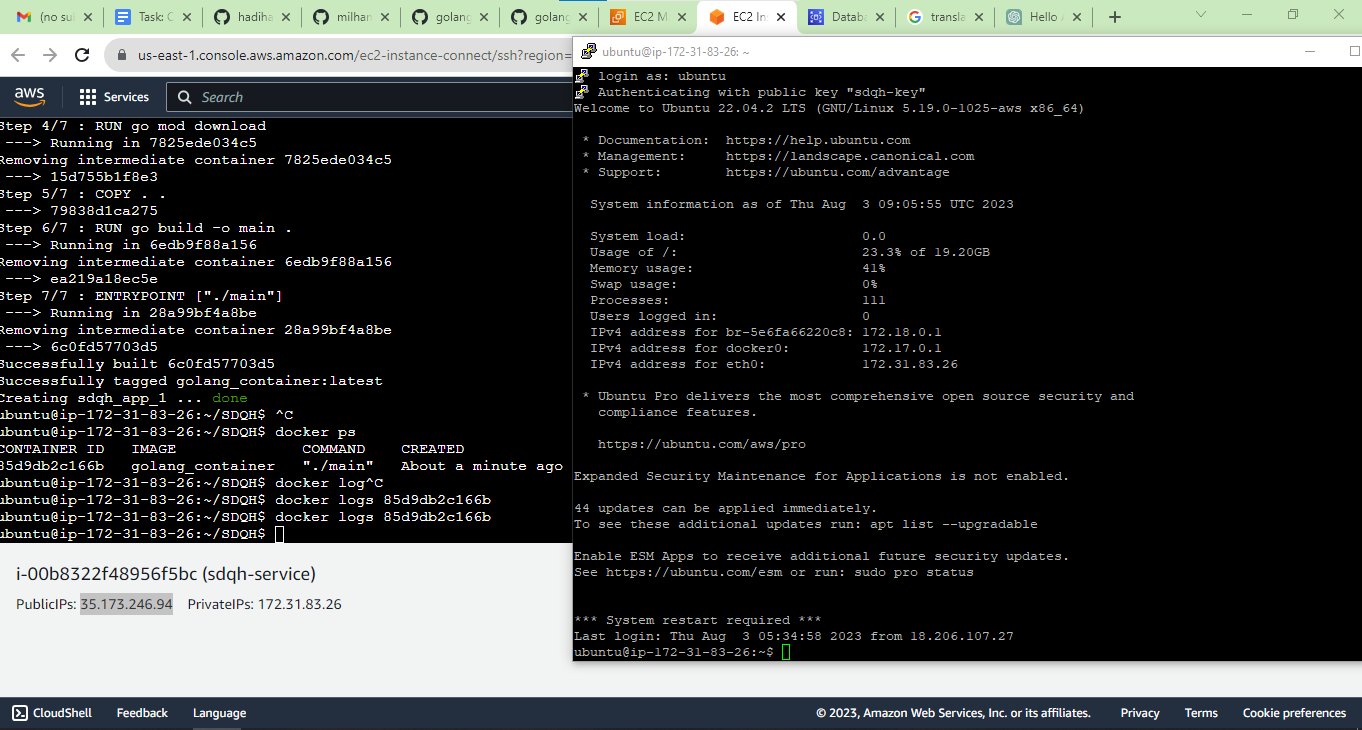 (no sul
Task: C
hadiha
milhan
golang
golang
EC2 M
EC2 In
Datab
transla
Hello
us-east-1.console.aws.amazon.com/ec2-instance-connect/ssh?region=
aws
Services
Search
Step 4/7 : RUN go mod download
---> Running in 7825ede034c5
Removing intermediate container 7825ede034c5
---> 15d755b1f8e3
Step 5/7 : COPY . .
---> 79838d1ca275
Step 6/7 : RUN go build -o main .
---> Running in 6edb9f88a156
Removing intermediate container 6edb9f88a156
---> ea219a18ec5e
Step 7/7 : ENTRYPOINT ["./main"]
---> Running in 28a99bf4a8be
Removing intermediate container 28a99bf4a8be
---> 6c0fd57703d5
Successfully built 6c0fd57703d5
Successfully tagged golang_container:latest
Creating sdqh_app_1 ... done
ubuntu@ip-172-31-83-26:~/SDQH$ ^C
ubuntu@ip-172-31-83-26:~/SDQH$ docker ps
CONTAINER ID IMAGE COMMAND CREATED
85d9db2c166b golang_container "./main" About a minute ago
ubuntu@ip-172-31-83-26:~/SDQH$ docker log^C
ubuntu@ip-172-31-83-26:~/SDQH$ docker logs 85d9db2c166b
ubuntu@ip-172-31-83-26:~/SDQH$ docker logs 85d9db2c166b
ubuntu@ip-172-31-83-26:~/SDQH$
i-00b8322f48956f5bc (sdqh-service)
PublicIPs: 35.173.246.94 PrivateIPs: 172.31.83.26
ubuntu@ip-172-31-83-26: ~
login as: ubuntu
Authenticating with public key "sdqh-key"
Welcome to Ubuntu 22.04.2 LTS (GNU/Linux 5.19.0-1025-aws x86_64)
* Documentation: https://help.ubuntu.com
* Management: https://landscape.canonical.com
* Support: https://ubuntu.com/advantage
System information as of Thu Aug 3 09:05:55 UTC 2023
System load: 0.0
Usage of /: 23.3% of 19.20GB
Memory usage: 41%
Swap usage: 0%
Processes: 111
Users logged in: 0
IPv4 address for br-5e6fa66220c8: 172.18.0.1
IPv4 address for docker0: 172.17.0.1
IPv4 address for eth0: 172.31.83.26
* Ubuntu Pro delivers the most comprehensive open source security and
compliance features.
https://ubuntu.com/aws/pro
Expanded Security Maintenance for Applications is not enabled.
44 updates can be applied immediately.
To see these additional updates run: apt list --upgradable
Enable ESM Apps to receive additional future security updates.
See https://ubuntu.com/esm or run: sudo pro status
*** System restart required ***
Last login: Thu Aug 3 05:34:58 2023 from 18.206.107.27
ubuntu@ip-172-31-83-26:~$
CloudShell Feedback Language © 2023, Amazon Web Services, Inc. or its affiliates. Privacy Terms Cookie preferences